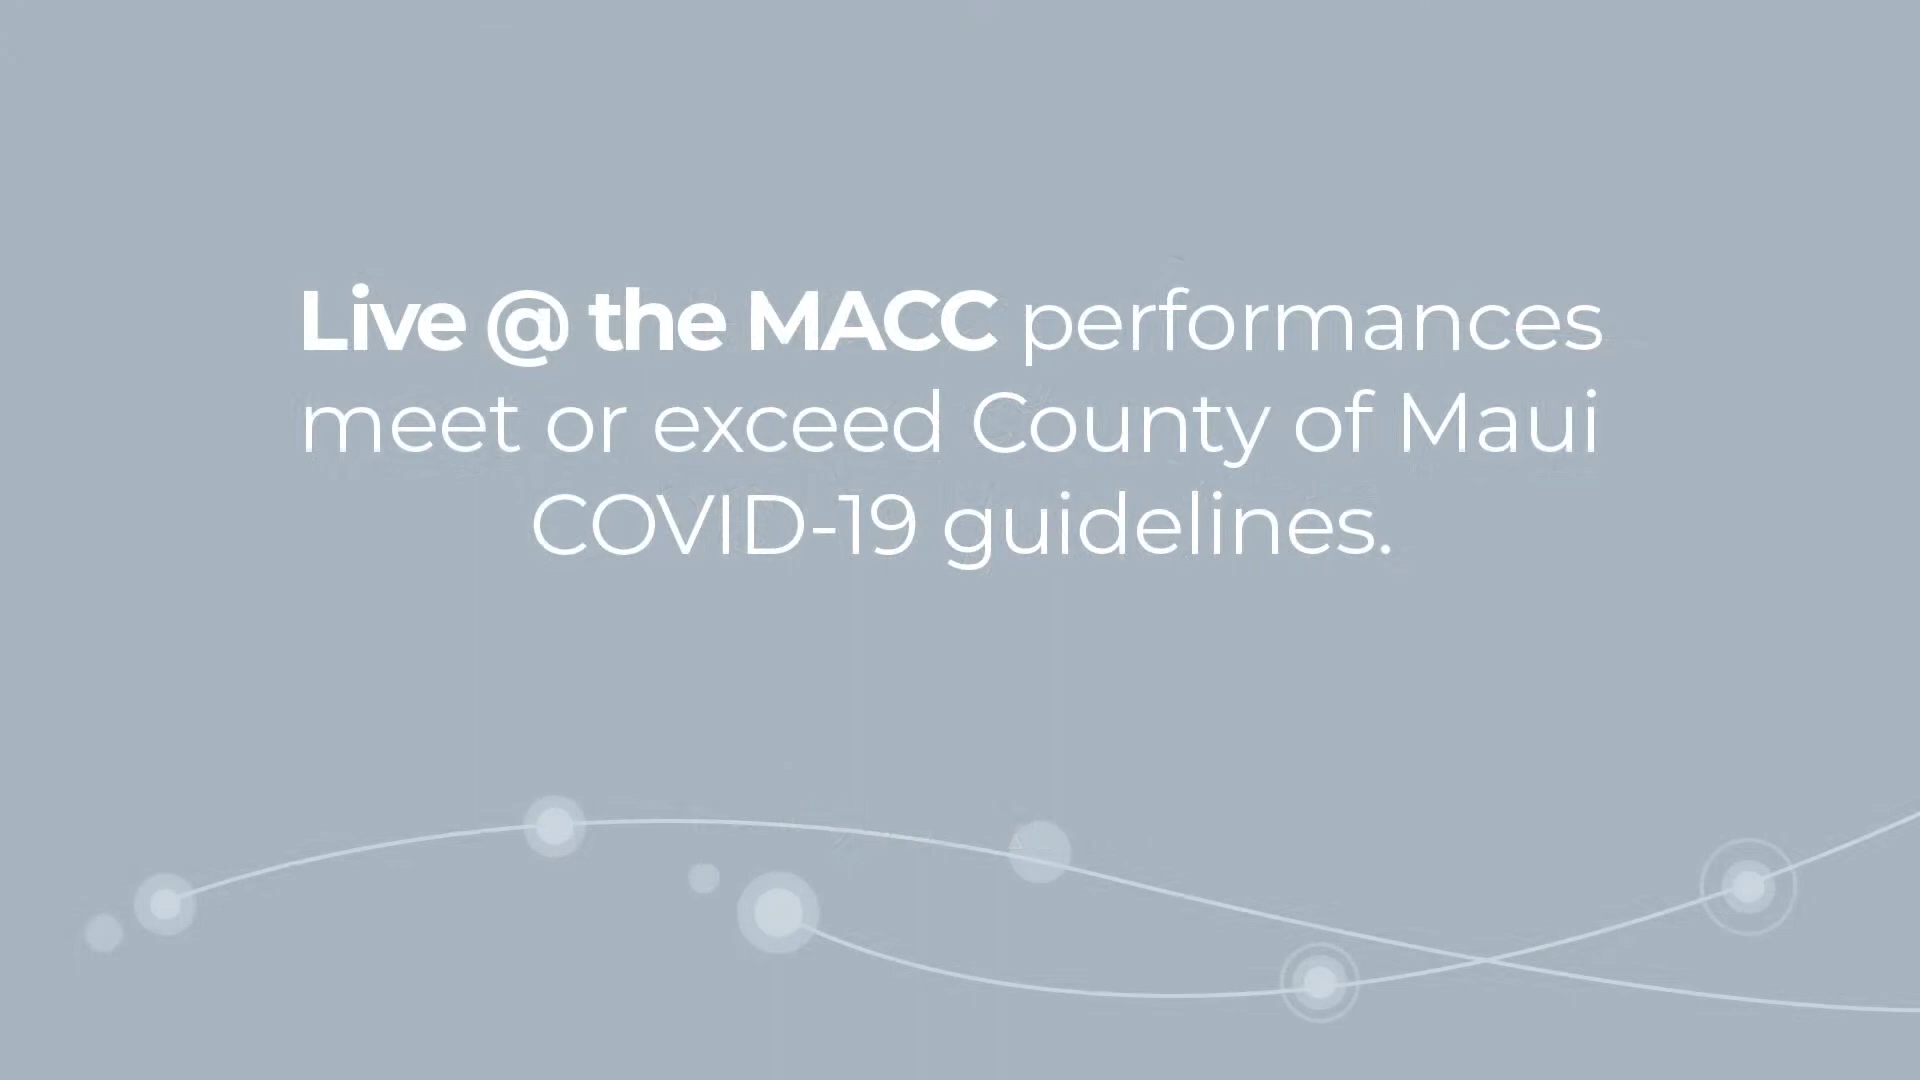 Live @ the MACC performances
meet or exceed County of Maui
COVID-19 guidelines.